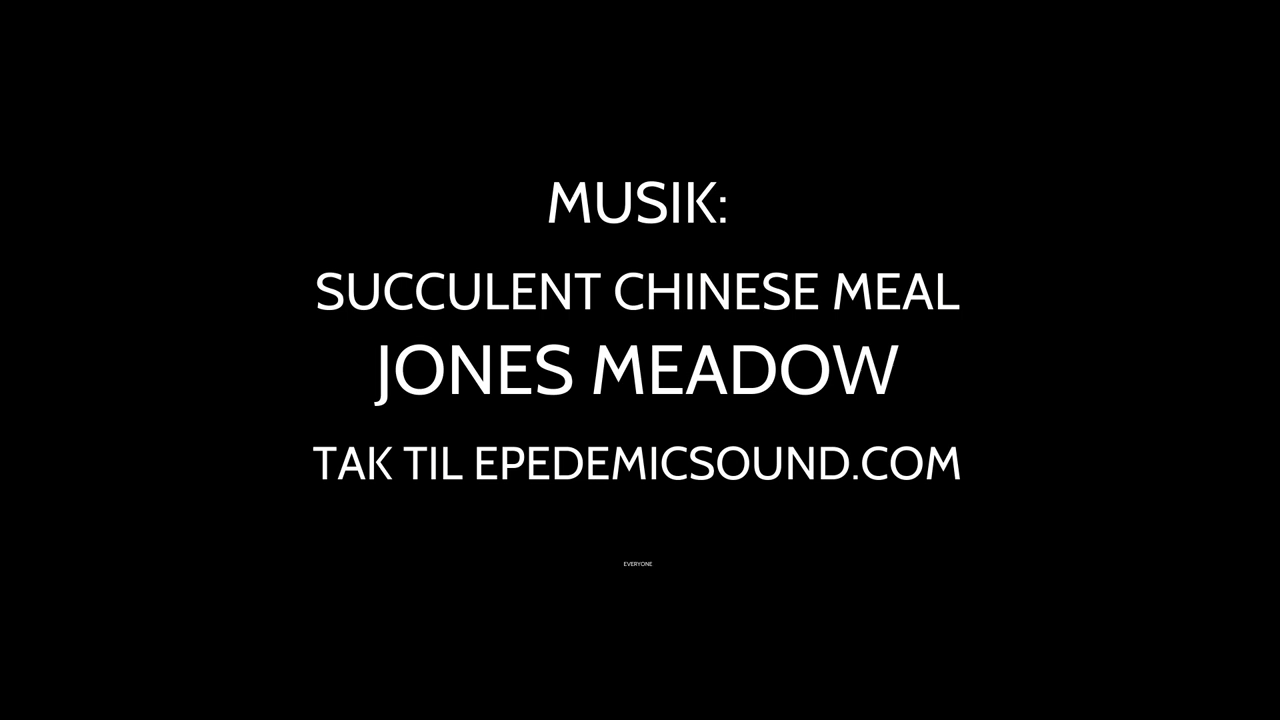 MUSIK:
SUCCULENT CHINESE MEAL
JONES MEADOW
TAK TIL EPEDEMICSOUND.COM
EVERYONE